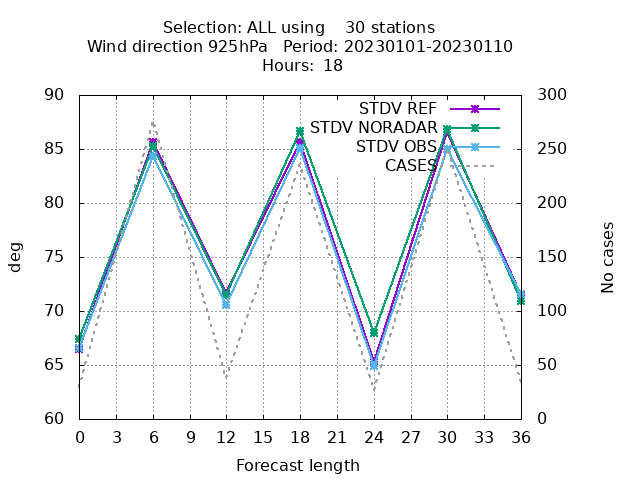 Selection: ALL using    30 stations
Wind direction 925hPa   Period: 20230101-20230110
Hours: 18
90
85
80
75
70
65
60
deg
300
250
200
150
100
50
0
No cases
STDV REF
STDV NORADAR
STDV OBS
CASES
0 3 6 9 12 15 18 21 24 27 30 33 36
Forecast length